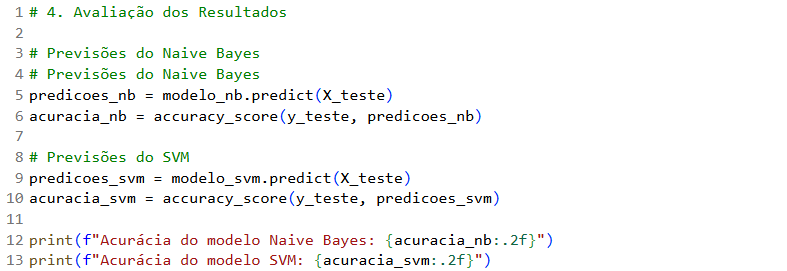 1 # 4. Avaliação dos Resultados
2
3 # Previsões do Naive Bayes
4 # Previsões do Naive Bayes
5 predicoes_nb = modelo_nb.predict(X_teste)
6 acuracia_nb = accuracy_score(y_teste, predicoes_nb)
7
8 # Previsões do SVM
9 predicoes_svm = modelo_svm.predict(X_teste)
10 acuracia_svm = accuracy_score(y_teste, predicoes_svm)
11
12 print(f"Acurácia do modelo Naive Bayes: {acuracia_nb:.2f}")
13 print(f"Acurácia do modelo SVM: {acuracia_svm:.2f}")